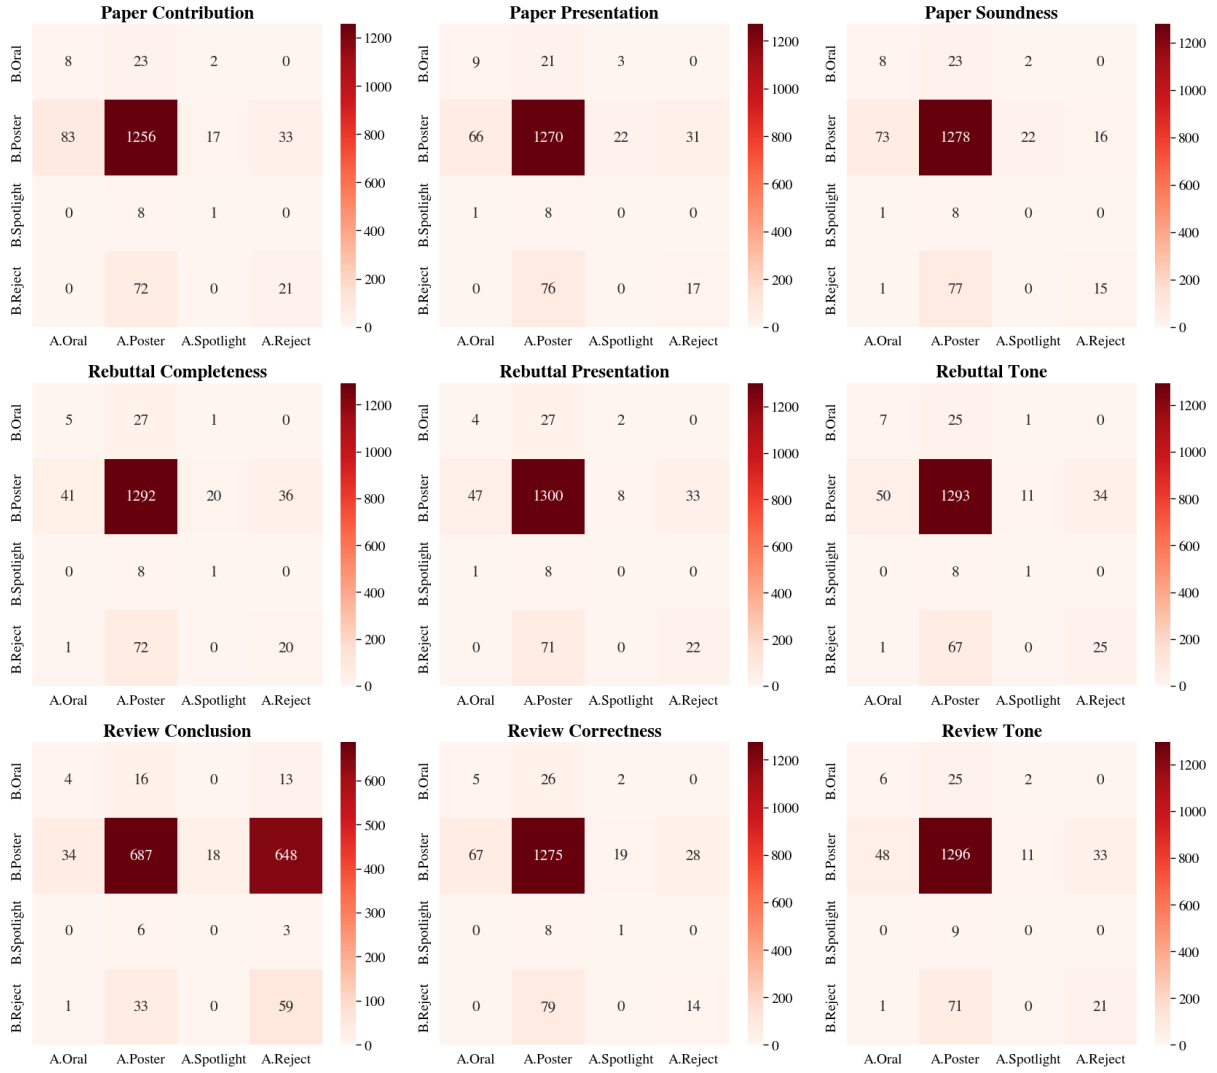 Paper Contribution
B.Oral 8 23 2 0
B.Poster 83 1256 17 33
B.Spotlight 0 8 1 0
B.Reject 0 72 0 21
A.Oral A.Poster A.Spotlight A.Reject
1200
1000
800
600
400
200
0
Paper Presentation
B.Oral 9 21 3 0
B.Poster 66 1270 22 31
B.Spotlight 1 8 0 0
B.Reject 0 76 0 17
A.Oral A.Poster A.Spotlight A.Reject
1200
1000
800
600
400
200
0
Paper Soundness
B.Oral 8 23 2 0
B.Poster 73 1278 22 16
B.Spotlight 1 8 0 0
B.Reject 1 77 0 15
A.Oral A.Poster A.Spotlight A.Reject
1200
1000
800
600
400
200
0
Rebuttal Completeness
B.Oral 5 27 1 0
B.Poster 41 1292 20 36
B.Spotlight 0 8 1 0
B.Reject 1 72 0 20
A.Oral A.Poster A.Spotlight A.Reject
1200
1000
800
600
400
200
0
Rebuttal Presentation
B.Oral 4 27 2 0
B.Poster 47 1300 8 33
B.Spotlight 1 8 0 0
B.Reject 0 71 0 22
A.Oral A.Poster A.Spotlight A.Reject
1200
1000
800
600
400
200
0
Rebuttal Tone
B.Oral 7 25 1 0
B.Poster 50 1293 11 34
B.Spotlight 0 8 1 0
B.Reject 1 67 0 25
A.Oral A.Poster A.Spotlight A.Reject
1200
1000
800
600
400
200
0
Review Conclusion
B.Oral 4 16 0 13
B.Poster 34 687 18 648
B.Spotlight 0 6 0 3
B.Reject 1 33 0 59
A.Oral A.Poster A.Spotlight A.Reject
600
500
400
300
200
100
0
Review Correctness
B.Oral 5 26 2 0
B.Poster 67 1275 19 28
B.Spotlight 0 8 1 0
B.Reject 0 79 0 14
A.Oral A.Poster A.Spotlight A.Reject
1200
1000
800
600
400
200
0
Review Tone
B.Oral 6 25 2 0
B.Poster 48 1296 11 33
B.Spotlight 0 9 0 0
B.Reject 1 71 0 21
A.Oral A.Poster A.Spotlight A.Reject
1200
1000
800
600
400
200
0